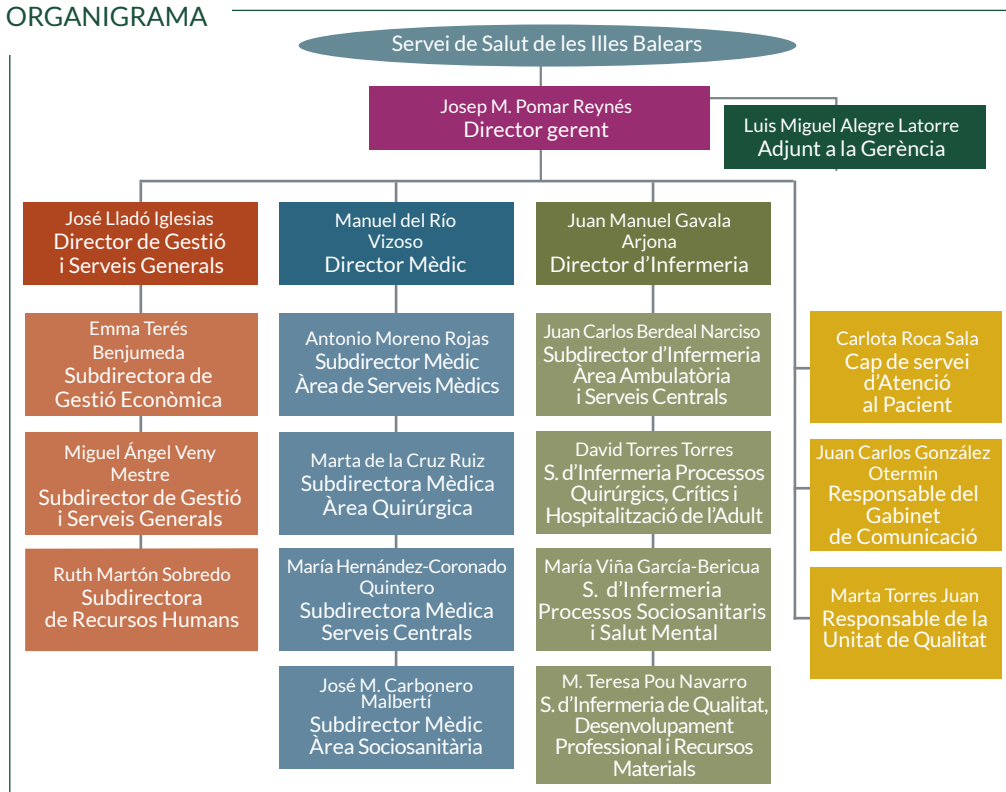 ORGANIGRAMA
Servei de Salut de les Illes Balears
Josep M. Pomar Reynés
Director gerent
Luis Miguel Alegre Latorre
Adjunt a la Gerència
José Lladó Iglesias
Director de Gestió
i Serveis Generals
Emma Terés
Benjumeda
Subdirectora de
Gestió Econòmica
Miguel Ángel Veny
Mestre
Subdirector de Gestió
i Serveis Generals
Ruth Martón Sobredo
Subdirectora
de Recursos Humans
Manuel del Río
Vizoso
Director Mèdic
Antonio Moreno Rojas
Subdirector Mèdic
Àrea de Serveis Mèdics
Marta de la Cruz Ruiz
Subdirectora Mèdica
Àrea Quirúrgica
María Hernández-Coronado
Quintero
Subdirectora Mèdica
Serveis Centrals
José M. Carbonero
Malbertí
Subdirector Mèdic
Àrea Sociosanitària
Juan Manuel Gavala
Arjona
Director d’Infermeria
Juan Carlos Berdeal Narciso
Subdirector d’Infermeria
Àrea Ambulatòria
i Serveis Centrals
David Torres Torres
S. d’Infermeria Processos
Quirúrgics, Crítics i
Hospitalització de l’Adult
María Viña García-Bericua
S. d’Infermeria
Processos Sociosanitaris
i Salut Mental
M. Teresa Pou Navarro
S. d’Infermeria de Qualitat,
Desenvolupament
Professional i Recursos
Materials
Carlota Roca Sala
Cap de servei
d’Atenció
al Pacient
Juan Carlos González
Otermin
Responsable del
Gabinet
de Comunicació
Marta Torres Juan
Responsable de la
Unitat de Qualitat